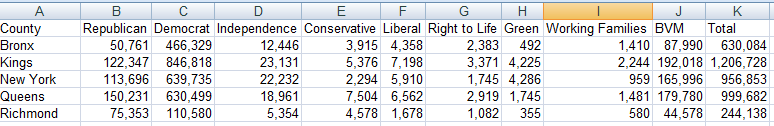 A B C D E F G H I J K
County Republican Democrat Independence Conservative Liberal Right to Life Green Working Families BVM Total
Bronx 50,761 466,329 12,446 3,915 4,358 2,383 492 1,410 87,990 630,084
Kings 122,347 846,818 23,131 5,376 7,198 3,371 4,225 2,244 192,018 1,206,728
New York 113,696 639,735 22,232 2,294 5,910 1,745 4,286 959 165,996 956,853
Queens 150,231 630,499 18,961 7,504 6,562 2,919 1,745 1,481 179,780 999,682
Richmond 75,353 110,580 5,354 4,578 1,678 1,082 355 580 44,578 244,138